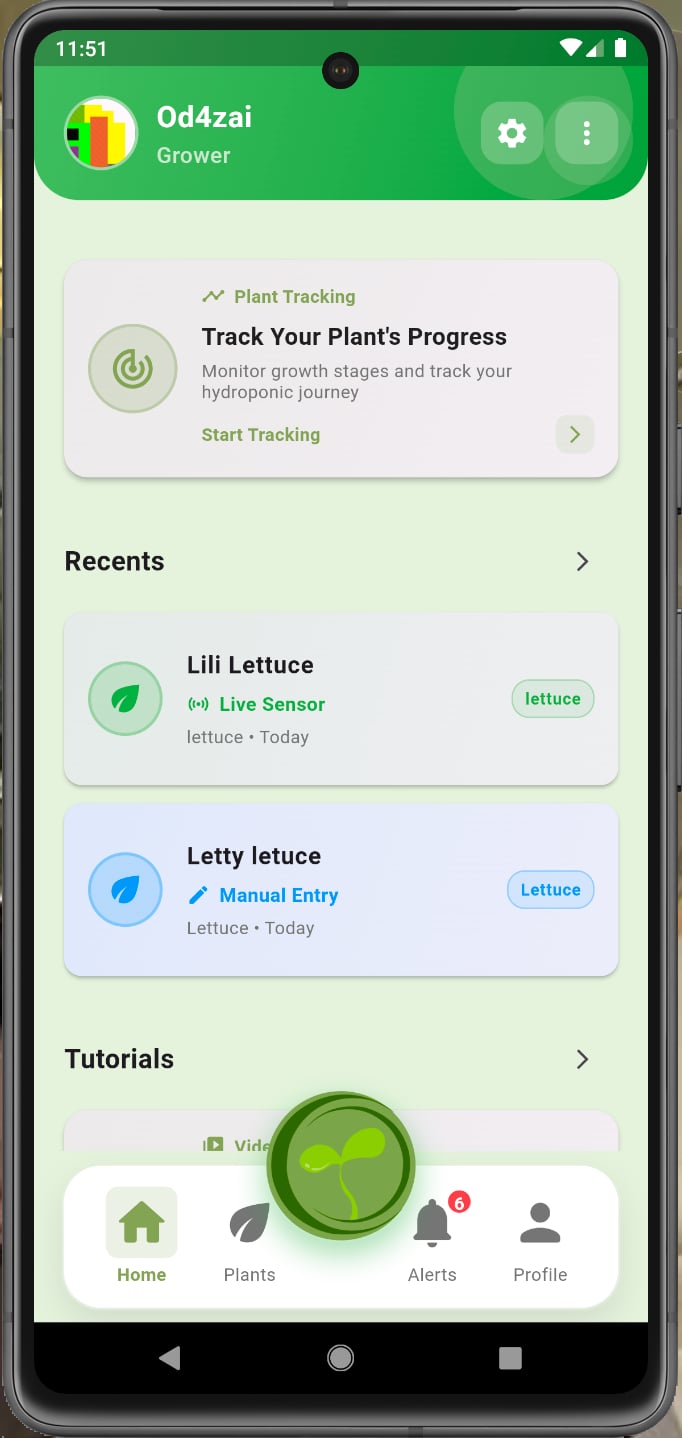 11:51
Od4zai
Grower
Plant Tracking
Track Your Plant's Progress
Monitor growth stages and track your
hydroponic journey
Start Tracking
Recents
Lili Lettuce
Live Sensor
lettuce • Today
lettuce
Letty letuce
Manual Entry
Lettuce • Today
Lettuce
Tutorials
Vide
6
Home
Plants
Alerts
Profile